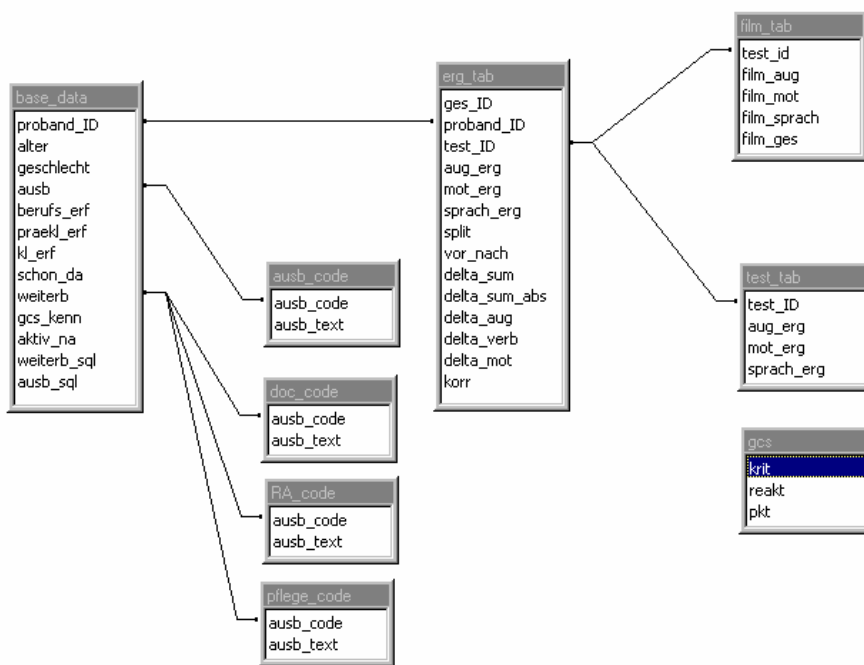 base_data
proband_ID
alter
geschlecht
ausb
berufs_erf
praekl_erf
kl_erf
schon_da
weiterb
gcs_kenn
aktiv_na
weiterb_sql
ausb_sql
ausb_code
ausb_code
ausb_text
doc_code
ausb_code
ausb_text
RA_code
ausb_code
ausb_text
pflege_code
ausb_code
ausb_text
erg_tab
ges_ID
proband_ID
test_ID
aug_erg
mot_erg
sprach_erg
split
vor_nach
delta_sum
delta_sum_abs
delta_aug
delta_verb
delta_mot
korr
film_tab
test_id
film_aug
film_mot
film_sprach
film_ges
test_tab
test_ID
aug_erg
mot_erg
sprach_erg
gcs
krit
reakt
pkt